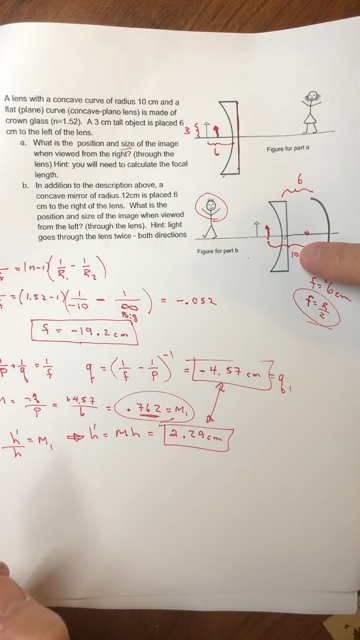 A lens with a concave curve of radius 10 cm and a
flat (plane) curve (concave-plano lens) is made of
crown glass (n=1.52). A 3 cm tall object is placed 6
cm to the left of the lens.
a. What is the position and size of the image
when viewed from the right? (through the
lens) Hint: you will need to calculate the focal
length.
b. In addition to the description above, a
concave mirror of radius 12cm is placed 6
cm to the right of the lens. What is the
position and size of the image when viewed
from the left? (through the lens). Hint: light
goes through the lens twice - both directions
3
6
Figure for part a
6
10
Figure for part b
f = 6cm
f = R/2
= (n-1)(1/R₁ - 1/R₂)
= (1.52-1)(1/-10 - 1/∞) = -.052
Big
f = -19.2cm
1/p + 1/q = 1/f q = (1/f - 1/p)⁻¹ = -4.57cm = q₁
= -q/p = +4.57/6 = .762 = M₁
h'/h = M₁ ⇒ h' = Mh = 2.29cm